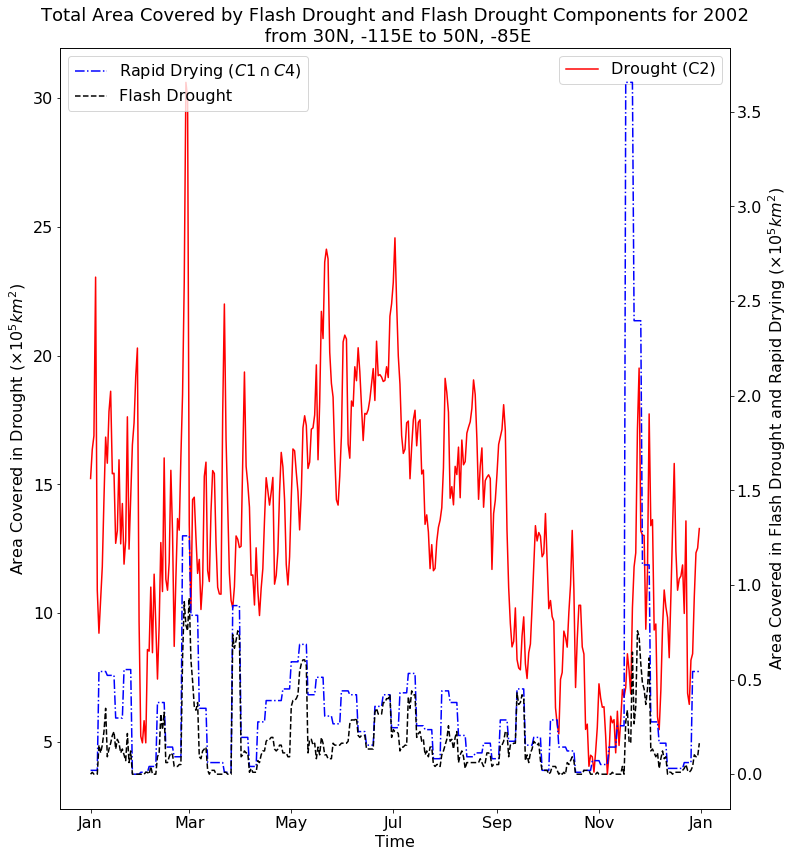 Total Area Covered by Flash Drought and Flash Drought Components for 2002
from 30N, -115E to 50N, -85E
Rapid Drying (C1 ∩ C4)
Flash Drought
Drought (C2)
Area Covered in Drought (×10⁵km²)
30
25
20
15
10
5
Area Covered in Flash Drought and Rapid Drying (×10⁵km²)
3.5
3.0
2.5
2.0
1.5
1.0
0.5
0.0
Jan Mar May Jul Sep Nov Jan
Time